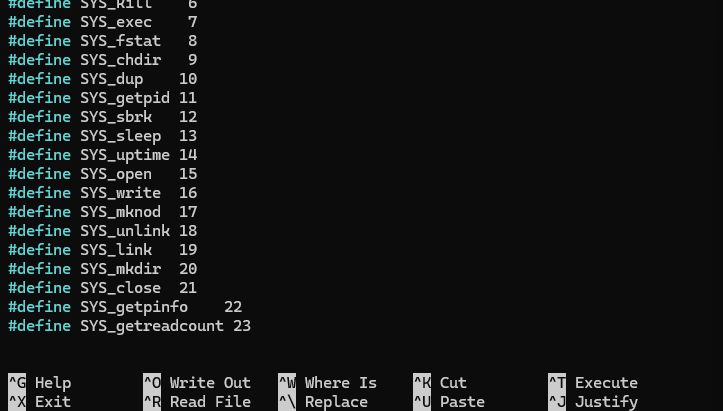 #define SYS_kill    6
#define SYS_exec    7
#define SYS_fstat   8
#define SYS_chdir   9
#define SYS_dup    10
#define SYS_getpid 11
#define SYS_sbrk   12
#define SYS_sleep  13
#define SYS_uptime 14
#define SYS_open   15
#define SYS_write  16
#define SYS_mknod  17
#define SYS_unlink 18
#define SYS_link   19
#define SYS_mkdir  20
#define SYS_close  21
#define SYS_getpinfo    22
#define SYS_getreadcount 23
^G Help ^O Write Out ^W Where Is ^K Cut ^T Execute
^X Exit ^R Read File ^\ Replace ^U Paste ^J Justify